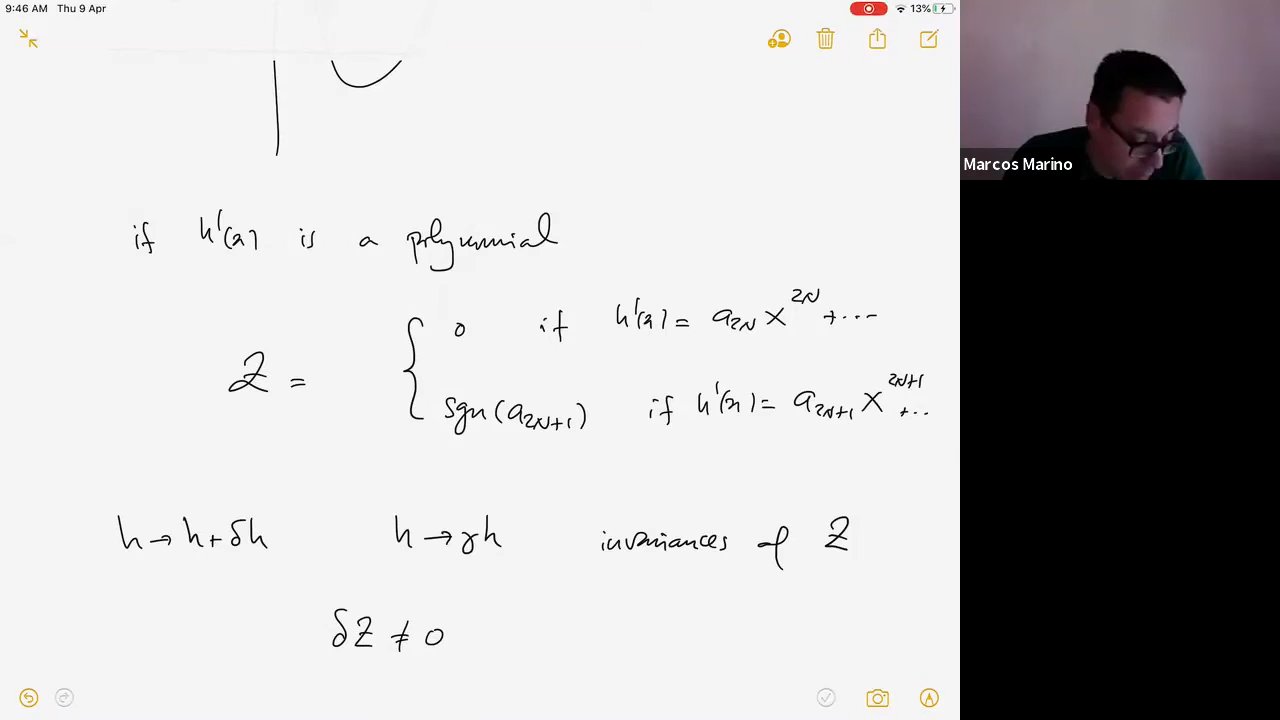 9:46 AM Thu 9 Apr 13%
Marcos Marino
if h'(x) is a polynomial
Z = { 0 if h'(x) = a_{2N} x^{2N} + ...
sgn(a_{2N+1}) if h'(x) = a_{2N+1} x^{2N+1} + ..
h → h + δh h → γh invariances of Z
δZ ≠ 0